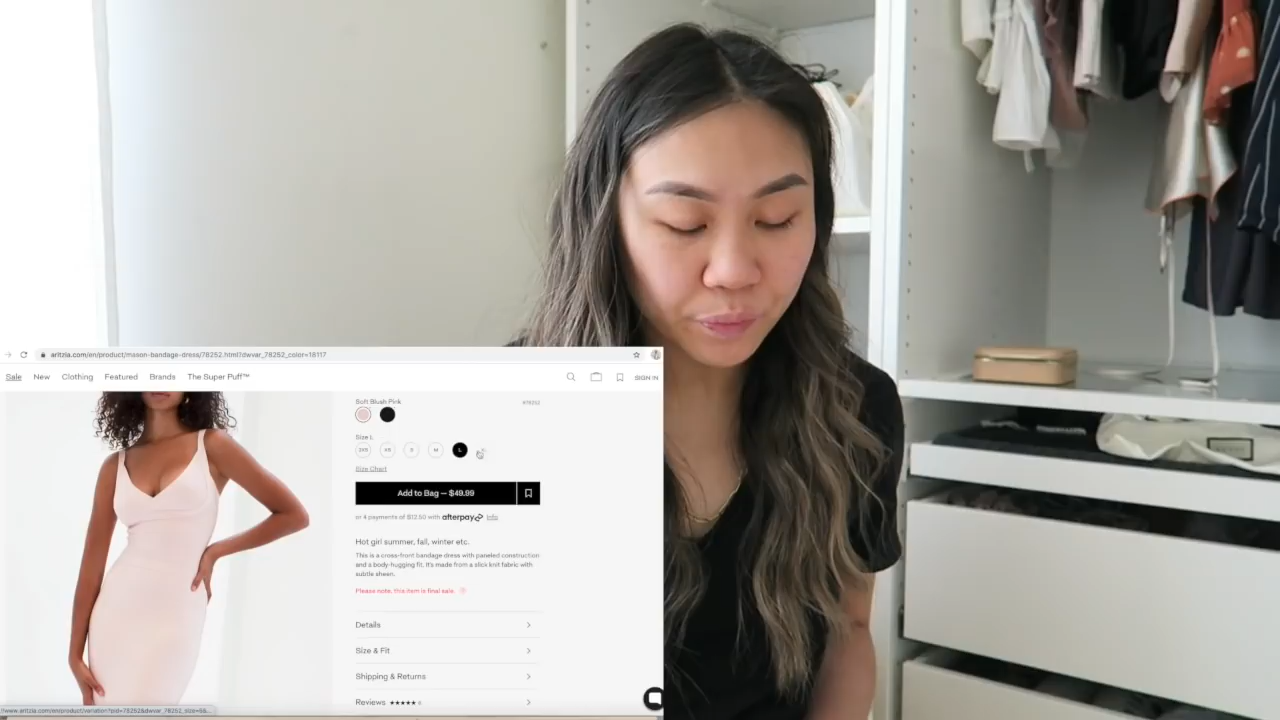 aritzia.com/en/product/mason-bandage-dress/78252.html?dwvar_78252_color=18117
Sale New Clothing Featured Brands The Super Puff™ SIGN IN
Soft Blush Pink #78252
Size L
2XS XS S M L
Size Chart
Add to Bag — $49.99
or 4 payments of $12.50 with afterpay Info
Hot girl summer, fall, winter etc.
This is a cross-front bandage dress with paneled construction
and a body-hugging fit. It's made from a slick knit fabric with
subtle sheen.
Please note, this item is final sale.
Details
Size & Fit
Shipping & Returns
Reviews